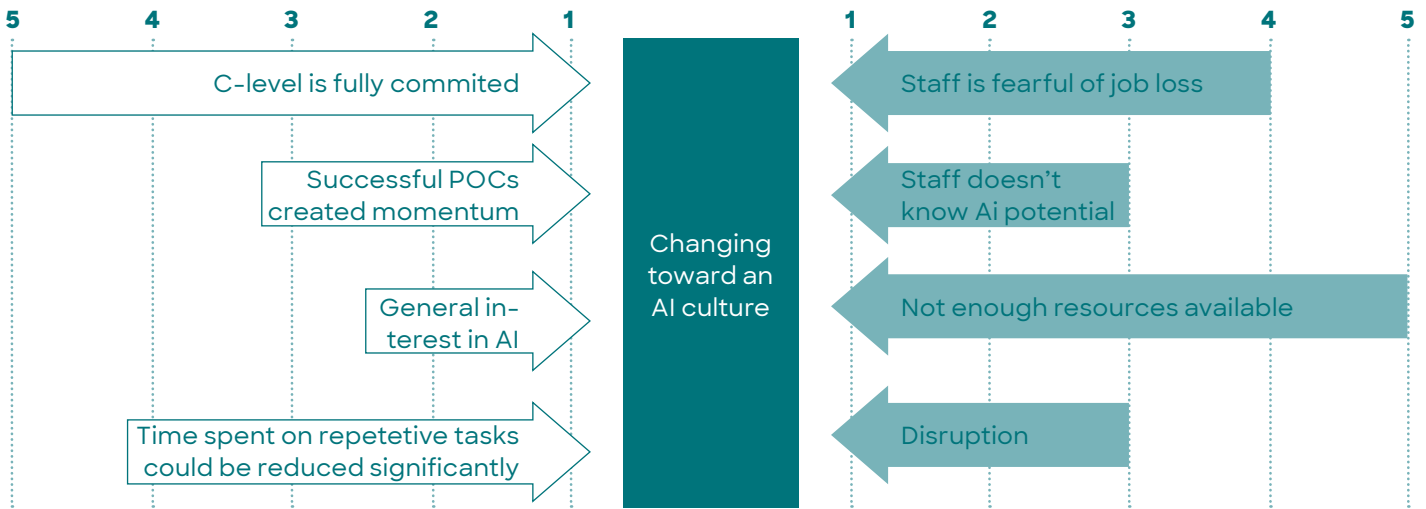 5 4 3 2 1 1 2 3 4 5
C-level is fully commited
Staff is fearful of job loss
Successful POCs
created momentum
Staff doesn't
know Ai potential
Changing
toward an
AI culture
General in-
terest in AI
Not enough resources available
Time spent on repetetive tasks
could be reduced significantly
Disruption